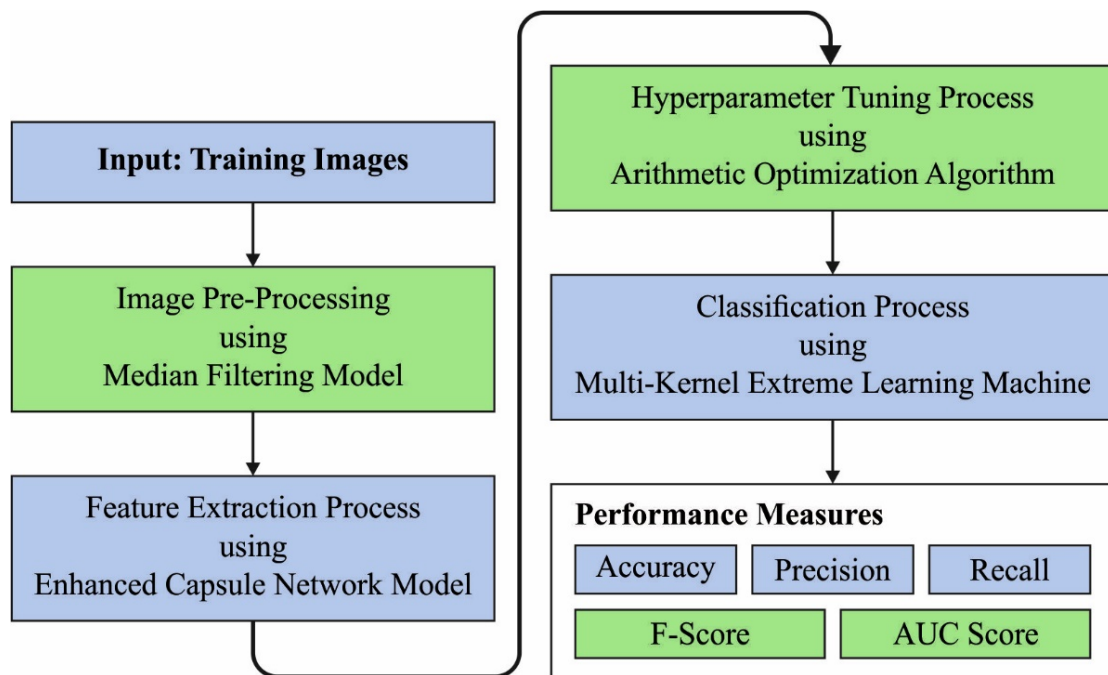 Input: Training Images
Image Pre-Processing
using
Median Filtering Model
Feature Extraction Process
using
Enhanced Capsule Network Model
Hyperparameter Tuning Process
using
Arithmetic Optimization Algorithm
Classification Process
using
Multi-Kernel Extreme Learning Machine
Performance Measures
Accuracy
Precision
Recall
F-Score
AUC Score